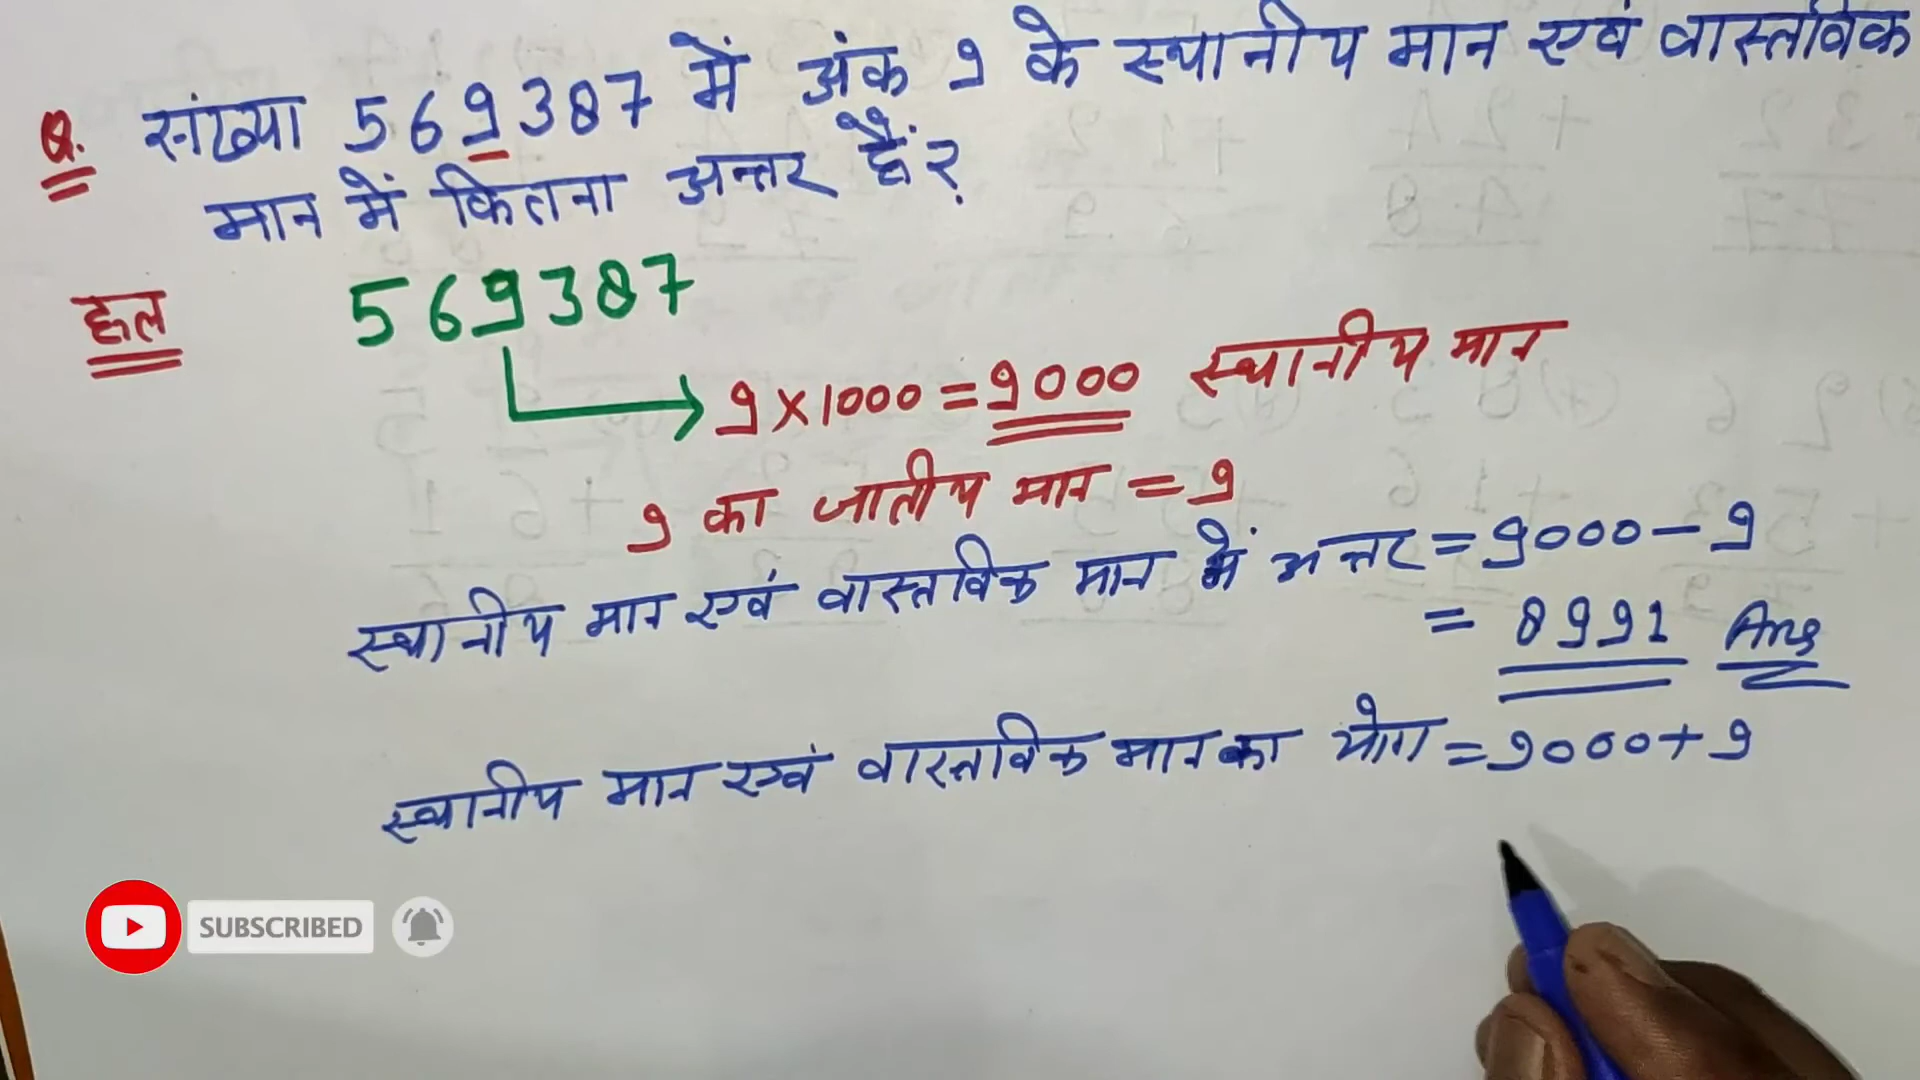 Q. संख्या 569387 में अंक 9 के स्थानीय मान एवं वास्तविक
मान में कितना अन्तर हैं?
हल 569387
9 × 1000 = 9000 स्थानीय मान
9 का जातीय मान = 9
स्थानीय मान एवं वास्तविक मान में अन्तर = 9000 - 9
= 8991 Ans
स्थानीय मान एवं वास्तविक मान का योग = 9000 + 9
SUBSCRIBED